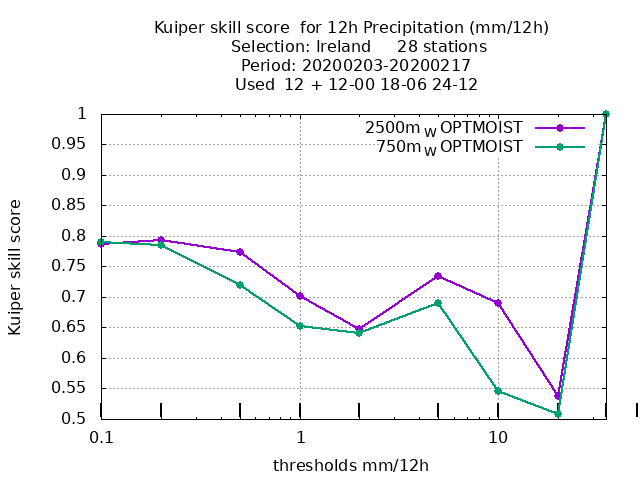 Kuiper skill score  for 12h Precipitation (mm/12h)
Selection: Ireland     28 stations
Period: 20200203-20200217
Used  12 + 12-00 18-06 24-12
2500m W OPTMOIST
750m W OPTMOIST
1
0.95
0.9
0.85
0.8
0.75
0.7
0.65
0.6
0.55
0.5
Kuiper skill score
0.1
1
10
thresholds mm/12h